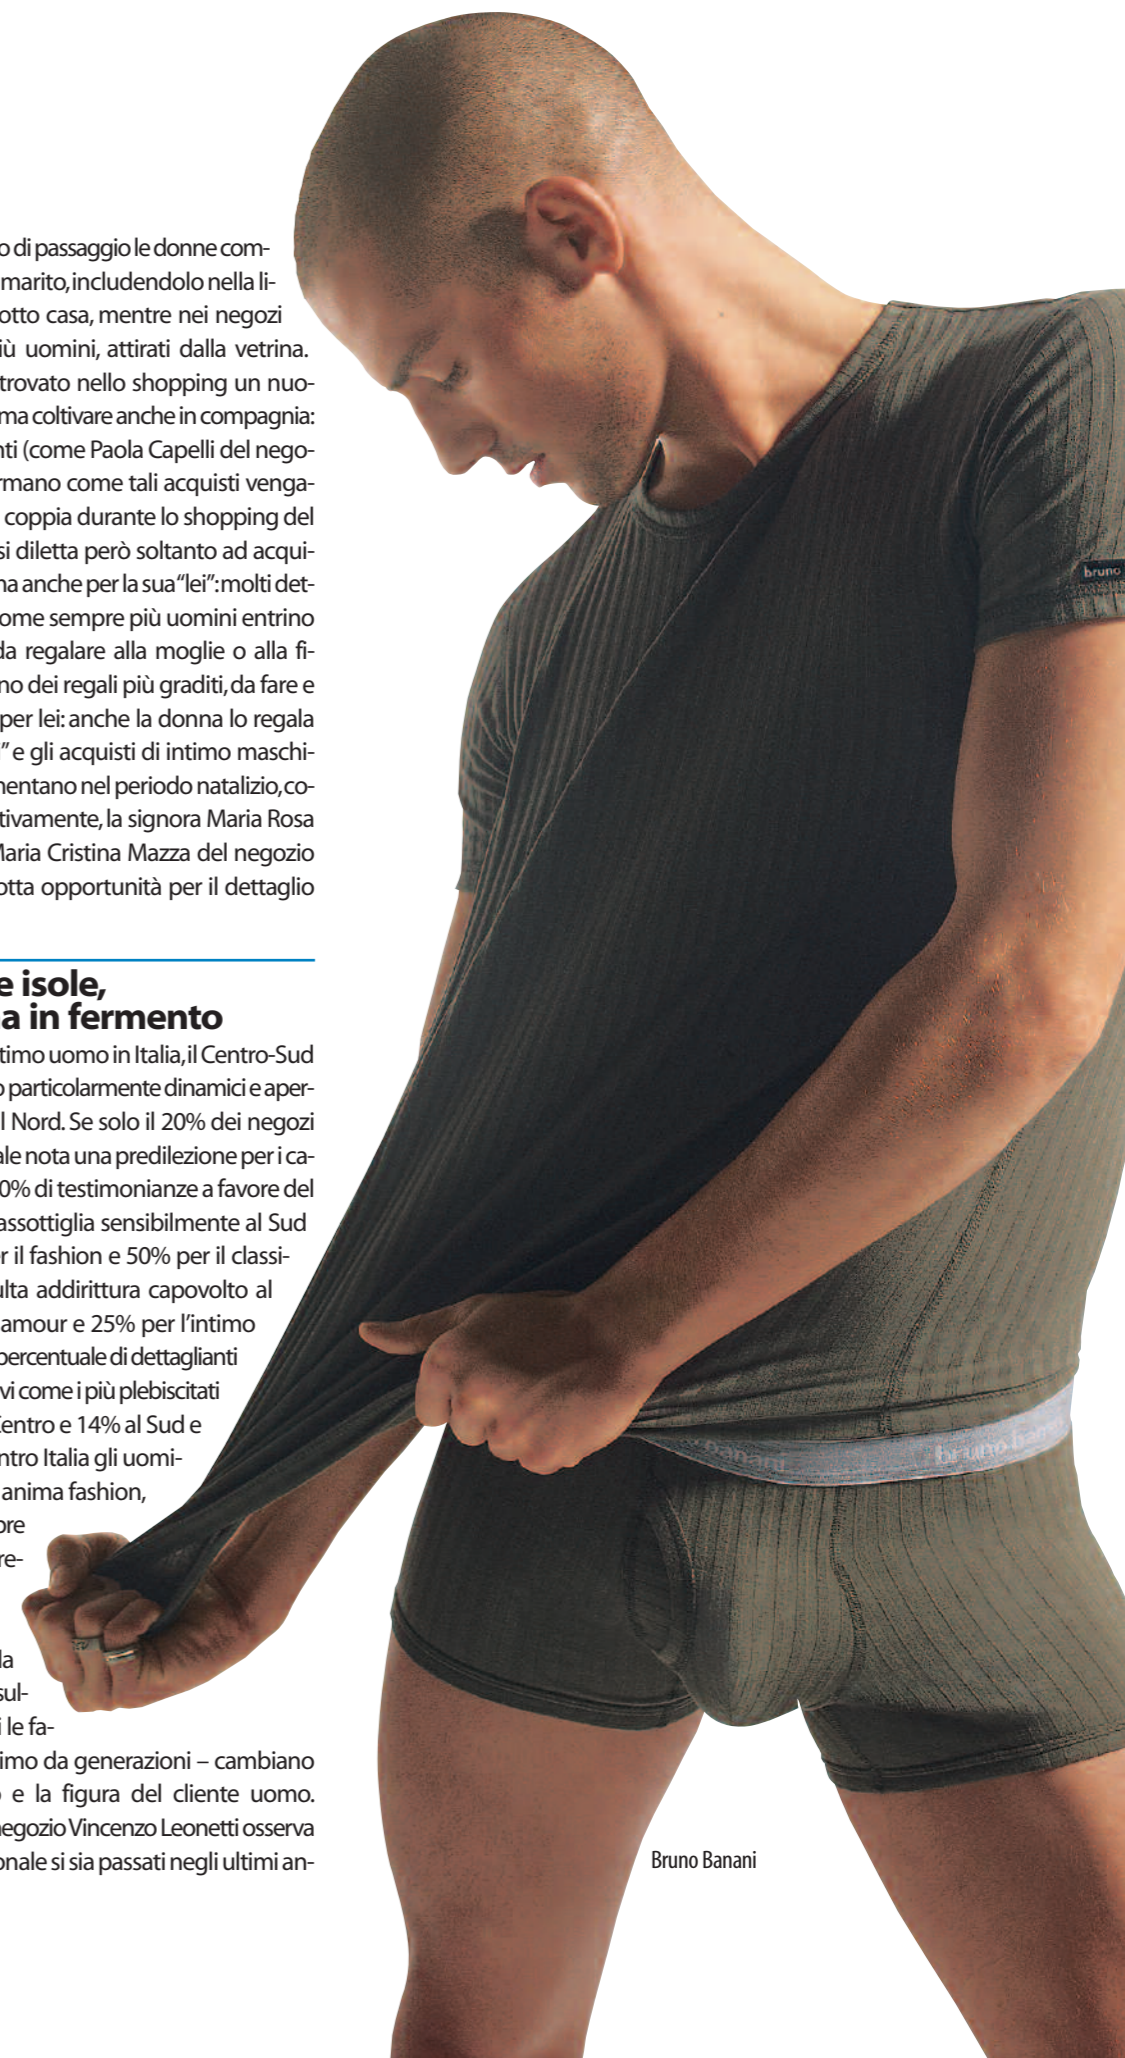 o di passaggio le donne com-
marito, includendolo nella li-
otto casa, mentre nei negozi
iù uomini, attirati dalla vetrina.
trovato nello shopping un nuo-
ma coltivare anche in compagnia:
nti (come Paola Capelli del nego-
rmano come tali acquisti venga-
coppia durante lo shopping del
si diletta però soltanto ad acqui-
na anche per la sua “lei”: molti det-
ome sempre più uomini entrino
da regalare alla moglie o alla fi-
no dei regali più graditi, da fare e
per lei: anche la donna lo regala
” e gli acquisti di intimo maschi-
mentano nel periodo natalizio, co-
tivamente, la signora Maria Rosa
Maria Cristina Mazza del negozio
otta opportunità per il dettaglio
e isole,
a in fermento
timo uomo in Italia, il Centro-Sud
o particolarmente dinamici e aper-
l Nord. Se solo il 20% dei negozi
ale nota una predilezione per i ca-
0% di testimonianze a favore del
assottiglia sensibilmente al Sud
r il fashion e 50% per il classi-
ulta addirittura capovolto al
lamour e 25% per l’intimo
percentuale di dettaglianti
vi come i più plebiscitati
Centro e 14% al Sud e
ntro Italia gli uomi-
anima fashion,
ore
re-
la
sul-
i le fa-
imo da generazioni – cambiano
o e la figura del cliente uomo.
negozio Vincenzo Leonetti osserva
onale si sia passati negli ultimi an-
bruno
banani
bruno ban
Bruno Banani